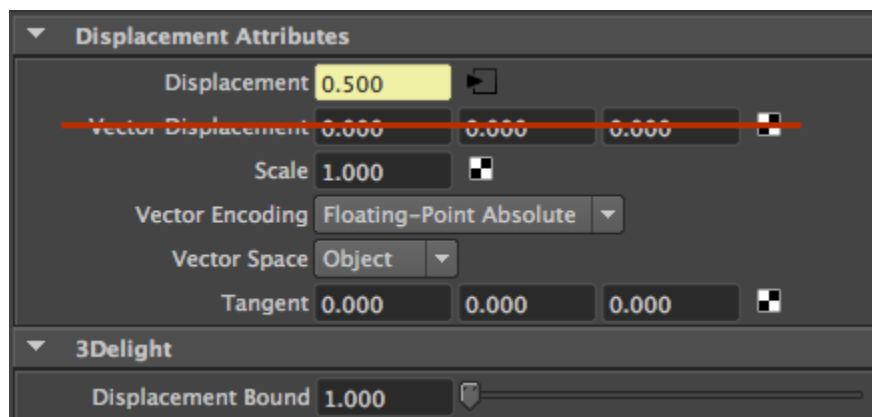 Displacement Attributes
Displacement 0.500
Vector Displacement 0.000 0.000 0.000
Scale 1.000
Vector Encoding Floating-Point Absolute
Vector Space Object
Tangent 0.000 0.000 0.000
3Delight
Displacement Bound 1.000